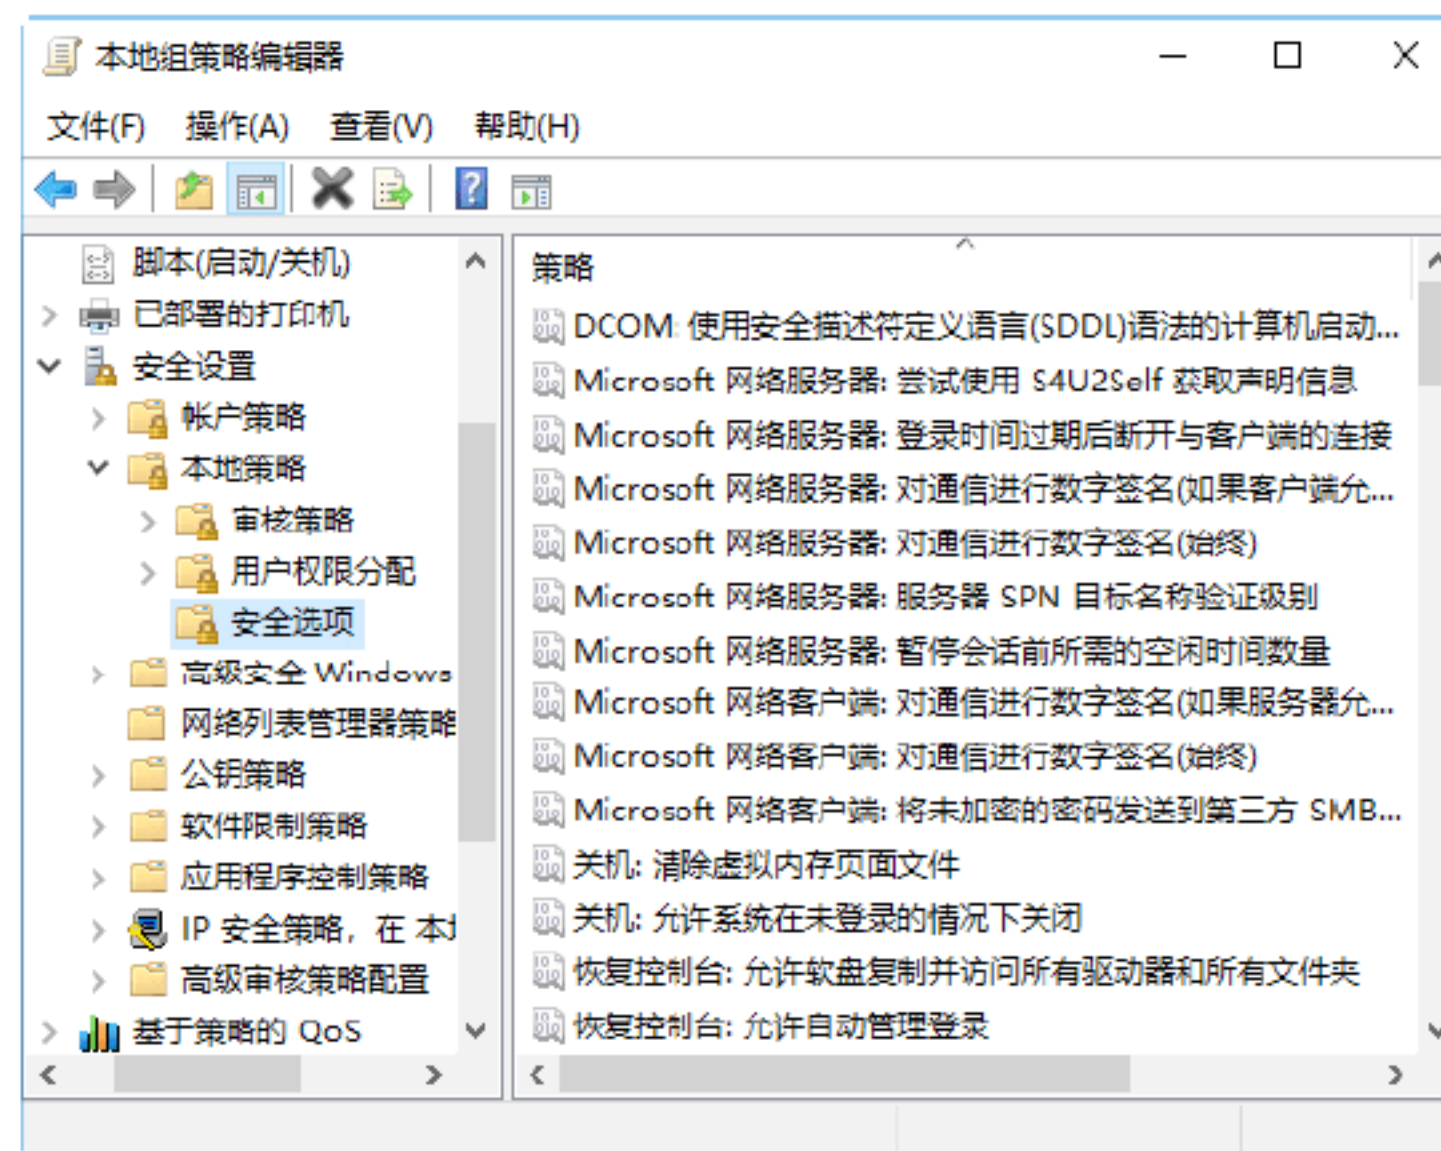 本地组策略编辑器
文件(F) 操作(A) 查看(V) 帮助(H)
脚本(启动/关机)
已部署的打印机
安全设置
帐户策略
本地策略
审核策略
用户权限分配
安全选项
高级安全 Windows
网络列表管理器策略
公钥策略
软件限制策略
应用程序控制策略
IP 安全策略，在 本
高级审核策略配置
基于策略的 QoS
策略
DCOM: 使用安全描述符定义语言(SDDL)语法的计算机启动...
Microsoft 网络服务器: 尝试使用 S4U2Self 获取声明信息
Microsoft 网络服务器: 登录时间过期后断开与客户端的连接
Microsoft 网络服务器: 对通信进行数字签名(如果客户端允...
Microsoft 网络服务器: 对通信进行数字签名(始终)
Microsoft 网络服务器: 服务器 SPN 目标名称验证级别
Microsoft 网络服务器: 暂停会话前所需的空闲时间数量
Microsoft 网络客户端: 对通信进行数字签名(如果服务器允...
Microsoft 网络客户端: 对通信进行数字签名(始终)
Microsoft 网络客户端: 将未加密的密码发送到第三方 SMB...
关机: 清除虚拟内存页面文件
关机: 允许系统在未登录的情况下关闭
恢复控制台: 允许软盘复制并访问所有驱动器和所有文件夹
恢复控制台: 允许自动管理登录